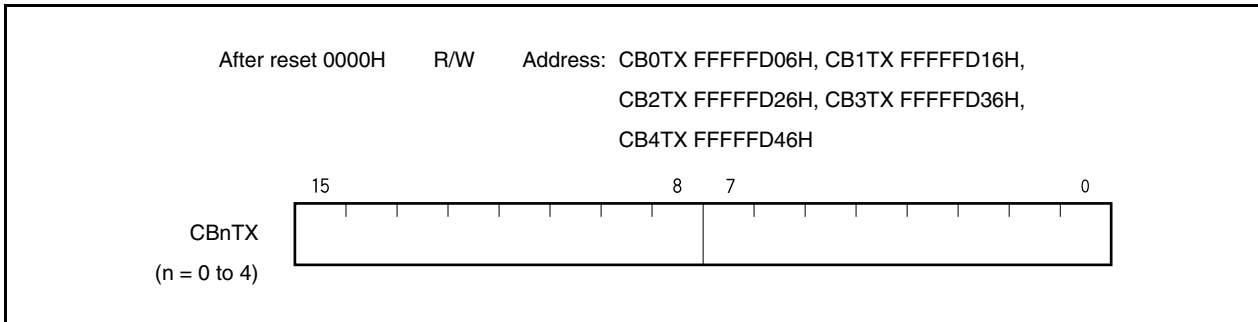 After reset 0000H R/W Address: CB0TX FFFFFD06H, CB1TX FFFFFD16H,
CB2TX FFFFFD26H, CB3TX FFFFFD36H,
CB4TX FFFFFD46H
15 8 7 0
CBnTX
(n = 0 to 4)